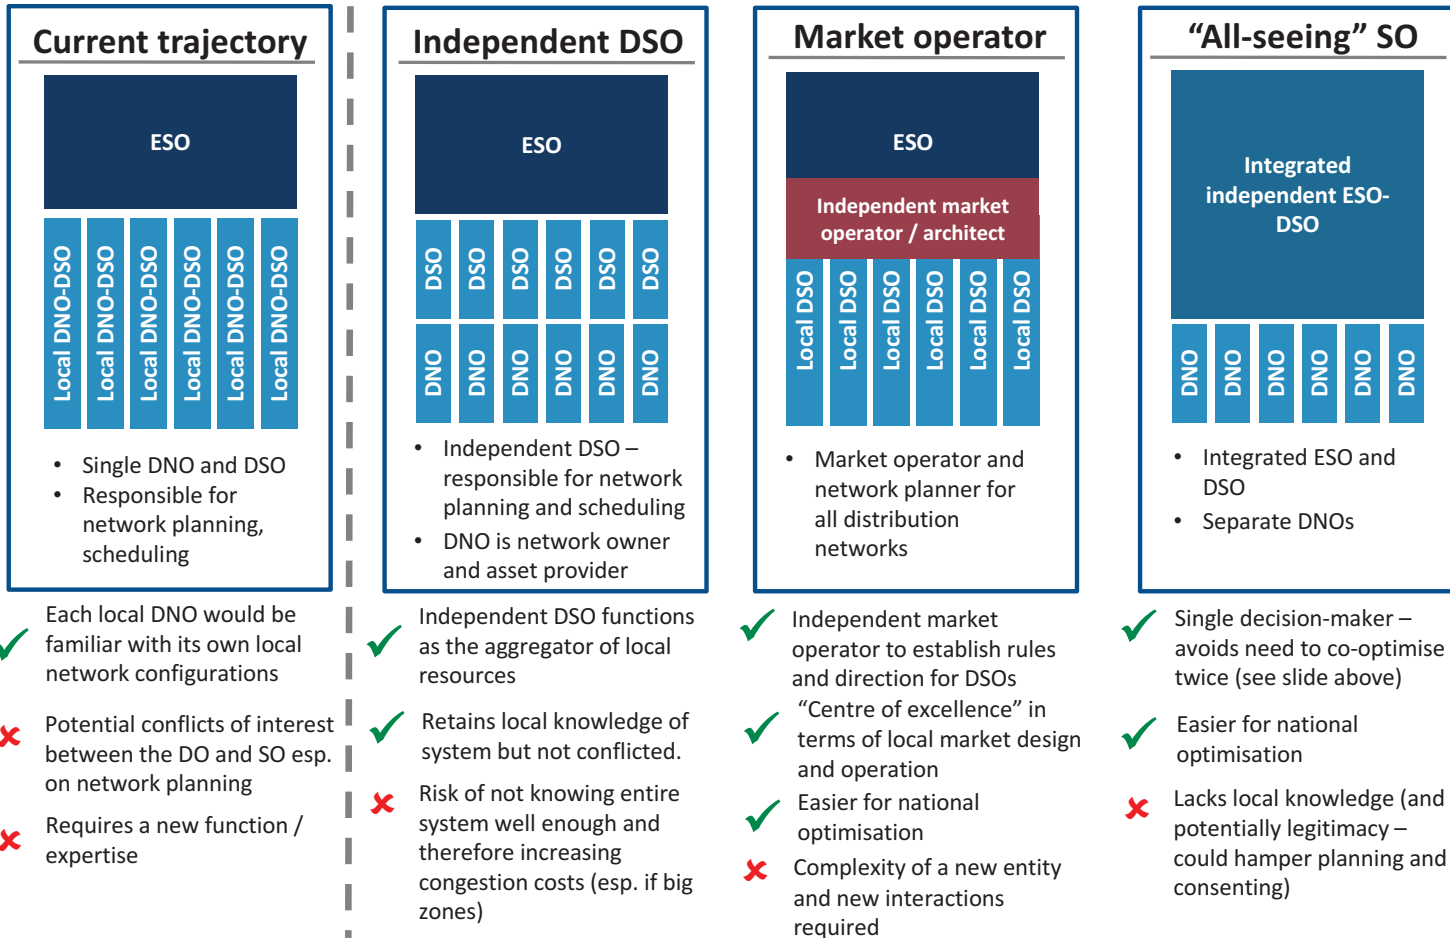 Current trajectory
ESO
Local DNO-DSO
Local DNO-DSO
Local DNO-DSO
Local DNO-DSO
Local DNO-DSO
Local DNO-DSO
• Single DNO and DSO
• Responsible for
network planning,
scheduling
Each local DNO would be
familiar with its own local
network configurations
Potential conflicts of interest
between the DO and SO esp.
on network planning
Requires a new function /
expertise
Independent DSO
ESO
DSO
DSO
DSO
DSO
DSO
DSO
DNO
DNO
DNO
DNO
DNO
DNO
• Independent DSO –
responsible for network
planning and scheduling
• DNO is network owner
and asset provider
Independent DSO functions
as the aggregator of local
resources
Retains local knowledge of
system but not conflicted.
Risk of not knowing entire
system well enough and
therefore increasing
congestion costs (esp. if big
zones)
Market operator
ESO
Independent market
operator / architect
Local DSO
Local DSO
Local DSO
Local DSO
Local DSO
Local DSO
• Market operator and
network planner for
all distribution
networks
Independent market
operator to establish rules
and direction for DSOs
“Centre of excellence” in
terms of local market design
and operation
Easier for national
optimisation
Complexity of a new entity
and new interactions
required
“All-seeing” SO
Integrated
independent ESO-
DSO
DNO
DNO
DNO
DNO
DNO
DNO
• Integrated ESO and
DSO
• Separate DNOs
Single decision-maker –
avoids need to co-optimise
twice (see slide above)
Easier for national
optimisation
Lacks local knowledge (and
potentially legitimacy –
could hamper planning and
consenting)